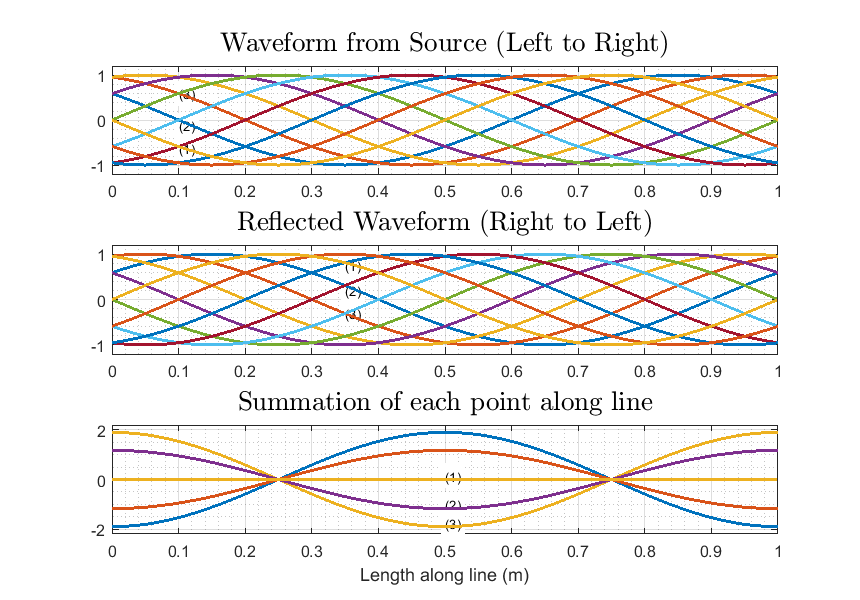 Waveform from Source (Left to Right)
1
(3)
0
(2)
(1)
-1
0 0.1 0.2 0.3 0.4 0.5 0.6 0.7 0.8 0.9 1
Reflected Waveform (Right to Left)
1
(1)
(2)
0
(3)
-1
0 0.1 0.2 0.3 0.4 0.5 0.6 0.7 0.8 0.9 1
Summation of each point along line
2
(1)
0
(2)
(3)
-2
0 0.1 0.2 0.3 0.4 0.5 0.6 0.7 0.8 0.9 1
Length along line (m)